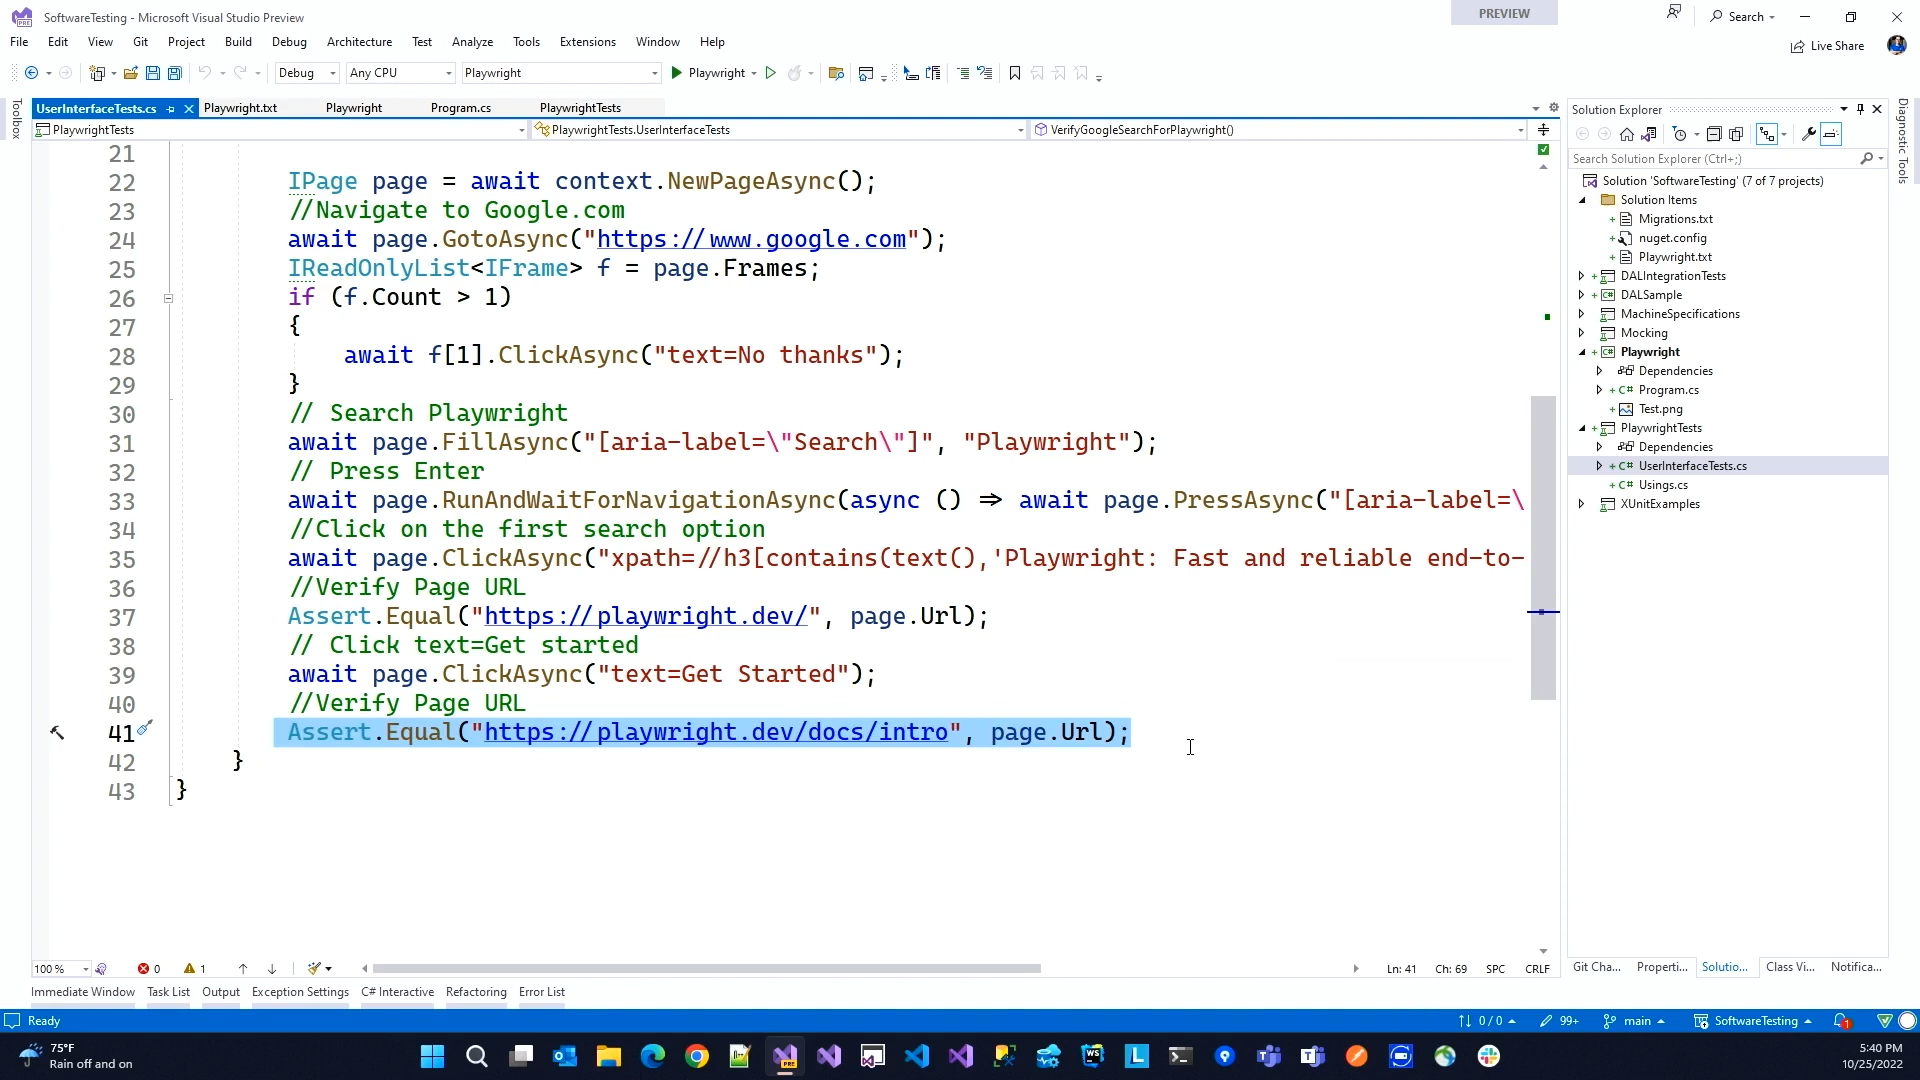 SoftwareTesting - Microsoft Visual Studio Preview
PREVIEW
Search
File Edit View Git Project Build Debug Architecture Test Analyze Tools Extensions Window Help
Live Share
Debug Any CPU Playwright Playwright
Toolbox
UserInterfaceTests.cs Playwright.txt Playwright Program.cs PlaywrightTests
PlaywrightTests PlaywrightTests.UserInterfaceTests VerifyGoogleSearchForPlaywright()
21
22 IPage page = await context.NewPageAsync();
23 //Navigate to Google.com
24 await page.GotoAsync("https://www.google.com");
25 IReadOnlyList<IFrame> f = page.Frames;
26 if (f.Count > 1)
27 {
28 await f[1].ClickAsync("text=No thanks");
29 }
30 // Search Playwright
31 await page.FillAsync("[aria-label=\"Search\"]", "Playwright");
32 // Press Enter
33 await page.RunAndWaitForNavigationAsync(async () => await page.PressAsync("[aria-label=\
34 //Click on the first search option
35 await page.ClickAsync("xpath=//h3[contains(text(),'Playwright: Fast and reliable end-to-
36 //Verify Page URL
37 Assert.Equal("https://playwright.dev/", page.Url);
38 // Click text=Get started
39 await page.ClickAsync("text=Get Started");
40 //Verify Page URL
41 Assert.Equal("https://playwright.dev/docs/intro", page.Url);
42 }
43 }
100 % 0 1 Ln: 41 Ch: 69 SPC CRLF
Immediate Window Task List Output Exception Settings C# Interactive Refactoring Error List
Solution Explorer
Search Solution Explorer (Ctrl+;)
Solution 'SoftwareTesting' (7 of 7 projects)
Solution Items
Migrations.txt
nuget.config
Playwright.txt
DALIntegrationTests
DALSample
MachineSpecifications
Mocking
Playwright
Dependencies
C# Program.cs
Test.png
PlaywrightTests
Dependencies
C# UserInterfaceTests.cs
C# Usings.cs
XUnitExamples
Git Cha... Properti... Solutio... Class Vi... Notifica...
Diagnostic Tools
Ready 0 / 0 99+ main SoftwareTesting 1
75°F
Rain off and on
5:40 PM
10/25/2022